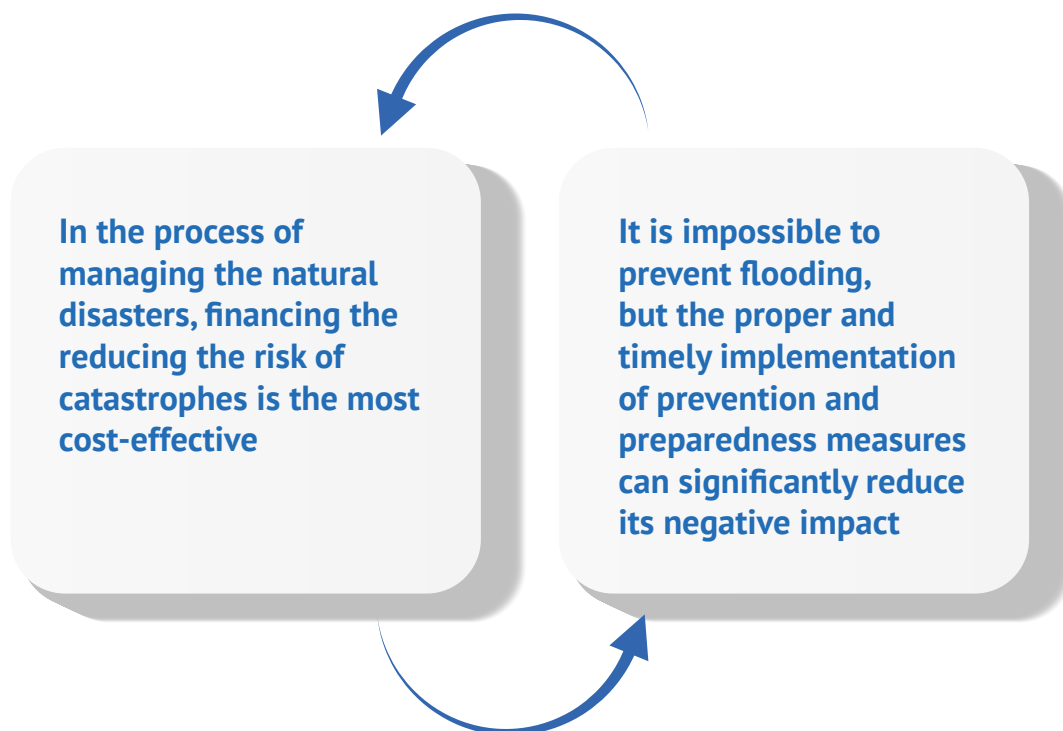 In the process of
managing the natural
disasters, financing the
reducing the risk of
catastrophes is the most
cost-effective
It is impossible to
prevent flooding,
but the proper and
timely implementation
of prevention and
preparedness measures
can significantly reduce
its negative impact